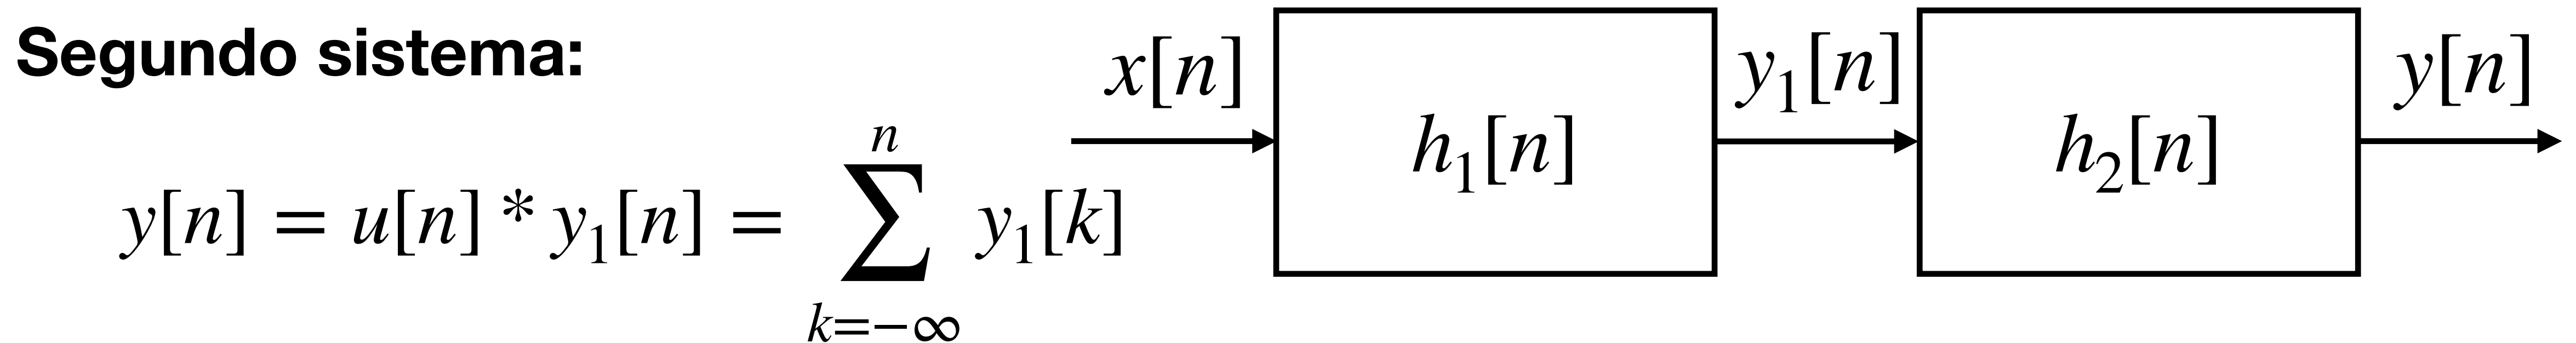 Segundo sistema:
y[n] = u[n] * y₁[n] = ∑_{k=−∞}^{n} y₁[k]
x[n]
h₁[n]
y₁[n]
h₂[n]
y[n]